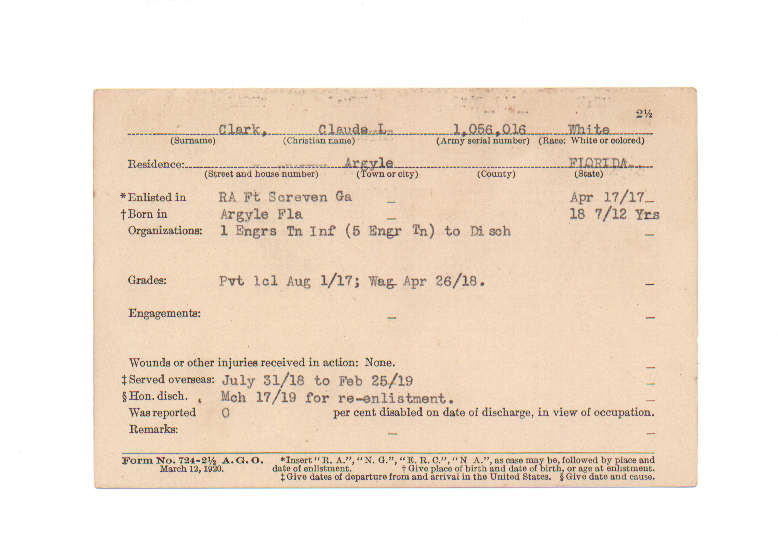 2½
Clark, Claude L 1,056,016 White
(Surname) (Christian name) (Army serial number) (Race: White or colored)
Residence: Argyle FLORIDA
(Street and house number) (Town or city) (County) (State)
*Enlisted in RA Ft Screven Ga Apr 17/17
†Born in Argyle Fla 18 7/12 Yrs
Organizations: 1 Engrs Tn Inf (5 Engr Tn) to Disch
Grades: Pvt 1cl Aug 1/17; Wag Apr 26/18.
Engagements:
Wounds or other injuries received in action: None.
‡Served overseas: July 31/18 to Feb 25/19
§Hon. disch. Mch 17/19 for re-enlistment.
Was reported 0 per cent disabled on date of discharge, in view of occupation.
Remarks:
Form No. 724-2½ A. G. O. *Insert "R. A.", "N. G.", "E. R. C.", "N A.", as case may be, followed by place and
March 12, 1920. date of enlistment. †Give place of birth and date of birth, or age at enlistment.
‡Give dates of departure from and arrival in the United States. §Give date and cause.